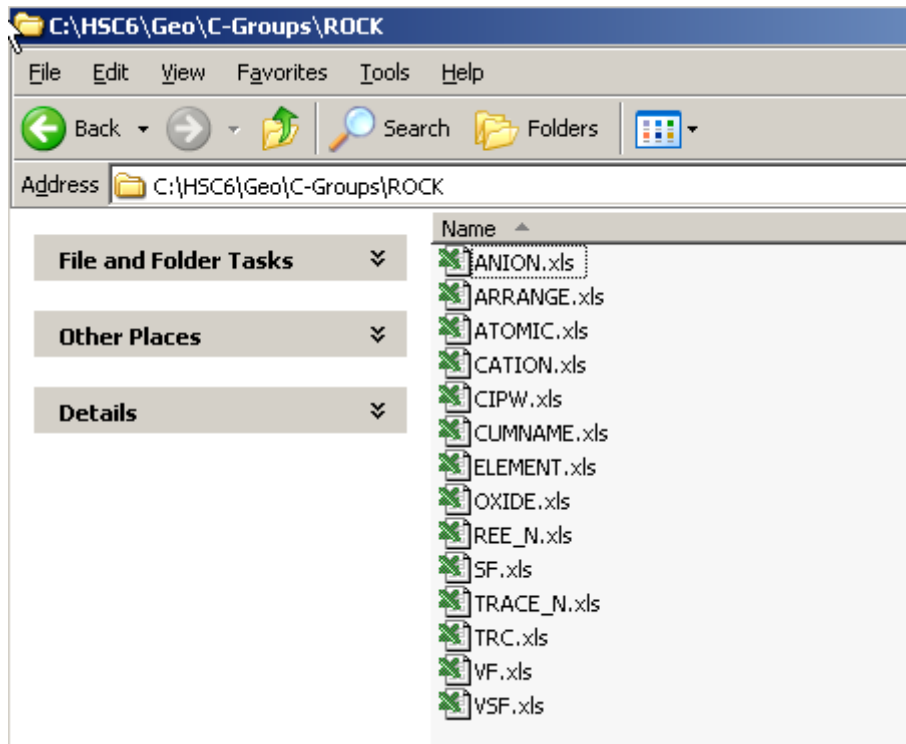 C:\HSC6\Geo\C-Groups\ROCK
File Edit View Favorites Tools Help
Back Search Folders
Address C:\HSC6\Geo\C-Groups\ROCK
File and Folder Tasks
Other Places
Details
Name
ANION.xls
ARRANGE.xls
ATOMIC.xls
CATION.xls
CIPW.xls
CUMNAME.xls
ELEMENT.xls
OXIDE.xls
REE_N.xls
SF.xls
TRACE_N.xls
TRC.xls
VF.xls
VSF.xls